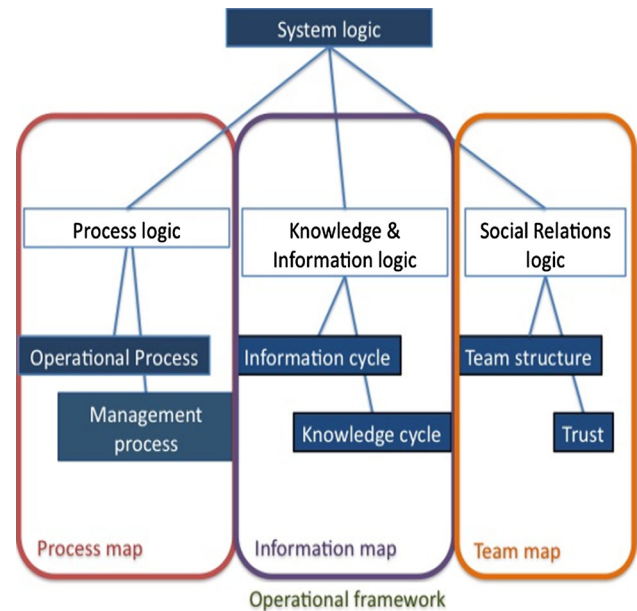 System logic
Process logic
Knowledge &
Information logic
Social Relations
logic
Operational Process
Information cycle
Team structure
Management
process
Knowledge cycle
Trust
Process map
Information map
Team map
Operational framework